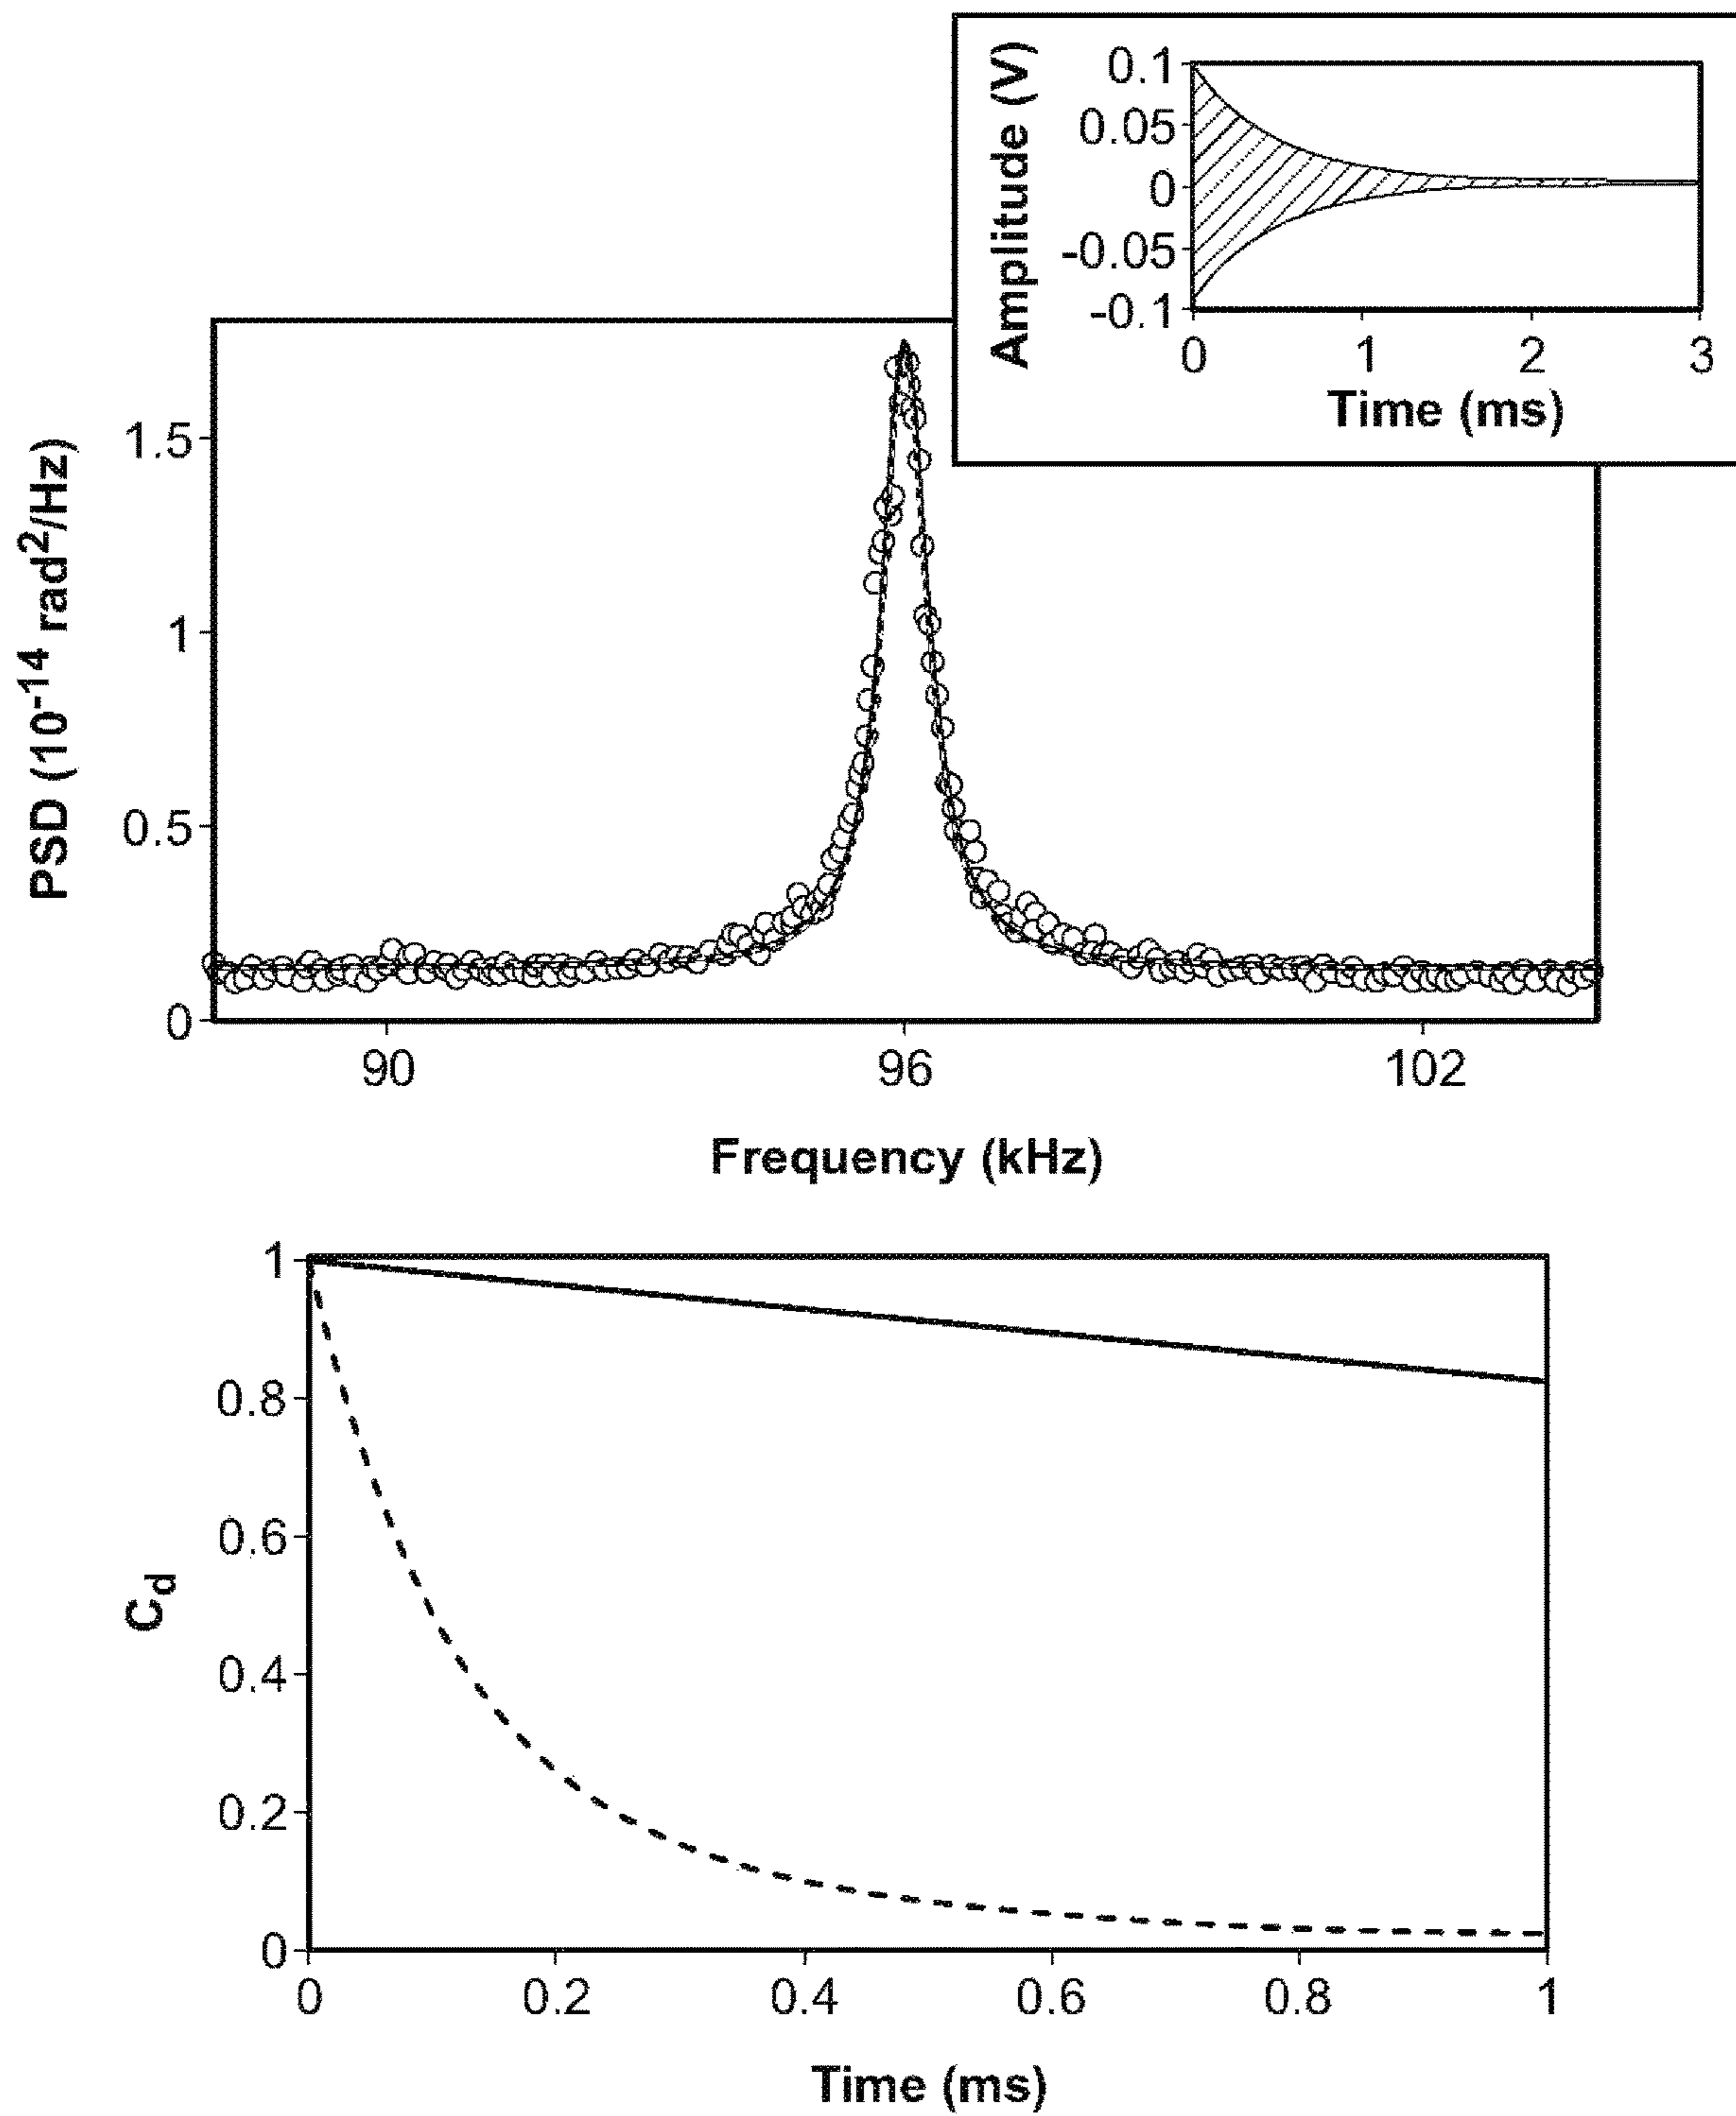 Amplitude (V)
0.1
0.05
0
-0.05
-0.1
0 1 2 3
Time (ms)
PSD (10-14 rad2/Hz)
1.5
1
0.5
0
90 96 102
Frequency (kHz)
Cd
1
0.8
0.6
0.4
0.2
0
0 0.2 0.4 0.6 0.8 1
Time (ms)